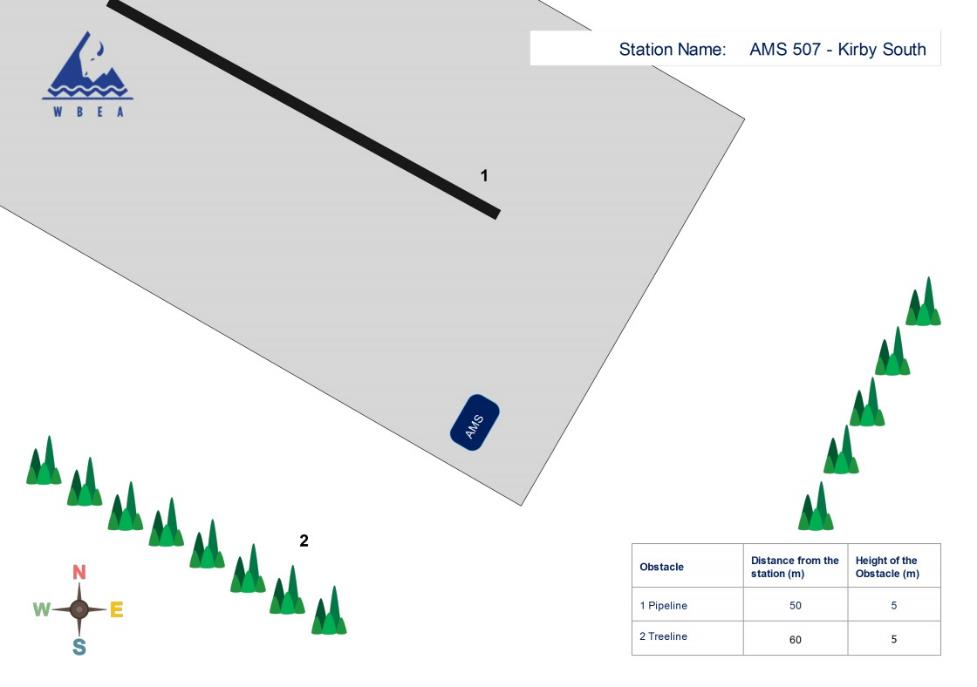 Station Name: AMS 507 - Kirby South
W B E A
1
AMS
2
N
W E
S
Obstacle Distance from the station (m) Height of the Obstacle (m)
1 Pipeline 50 5
2 Treeline 60 5